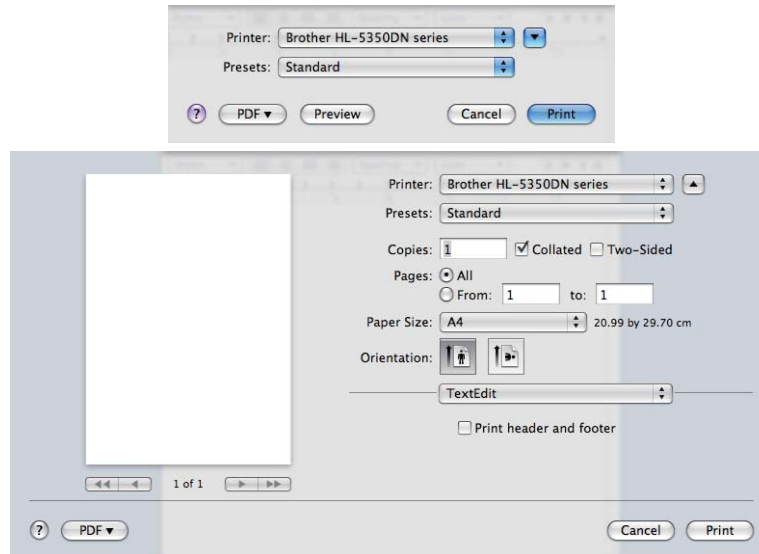 Printer: Brother HL-5350DN series
Presets: Standard
? PDF▼ Preview Cancel Print
Printer: Brother HL-5350DN series
Presets: Standard
Copies: 1 Collated Two-Sided
Pages: All
From: 1 to: 1
Paper Size: A4 20.99 by 29.70 cm
Orientation:
TextEdit
Print header and footer
1 of 1
? PDF▼ Cancel Print